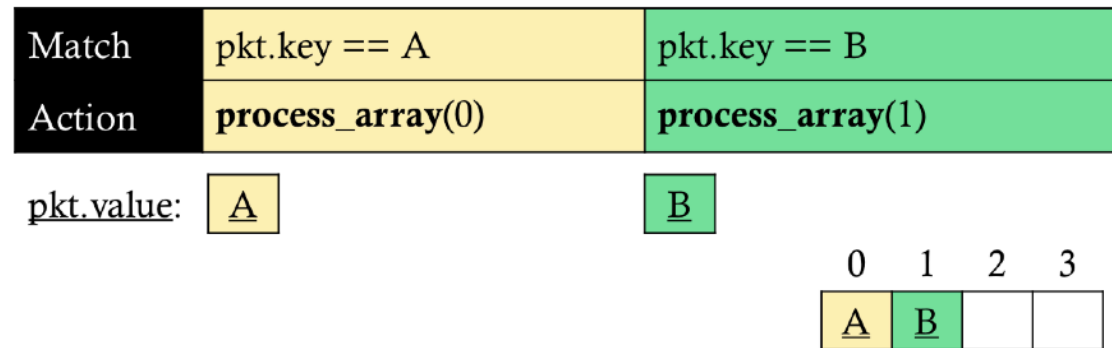 Match pkt.key == A pkt.key == B
Action process_array(0) process_array(1)
pkt.value: A B
0 1 2 3
A B